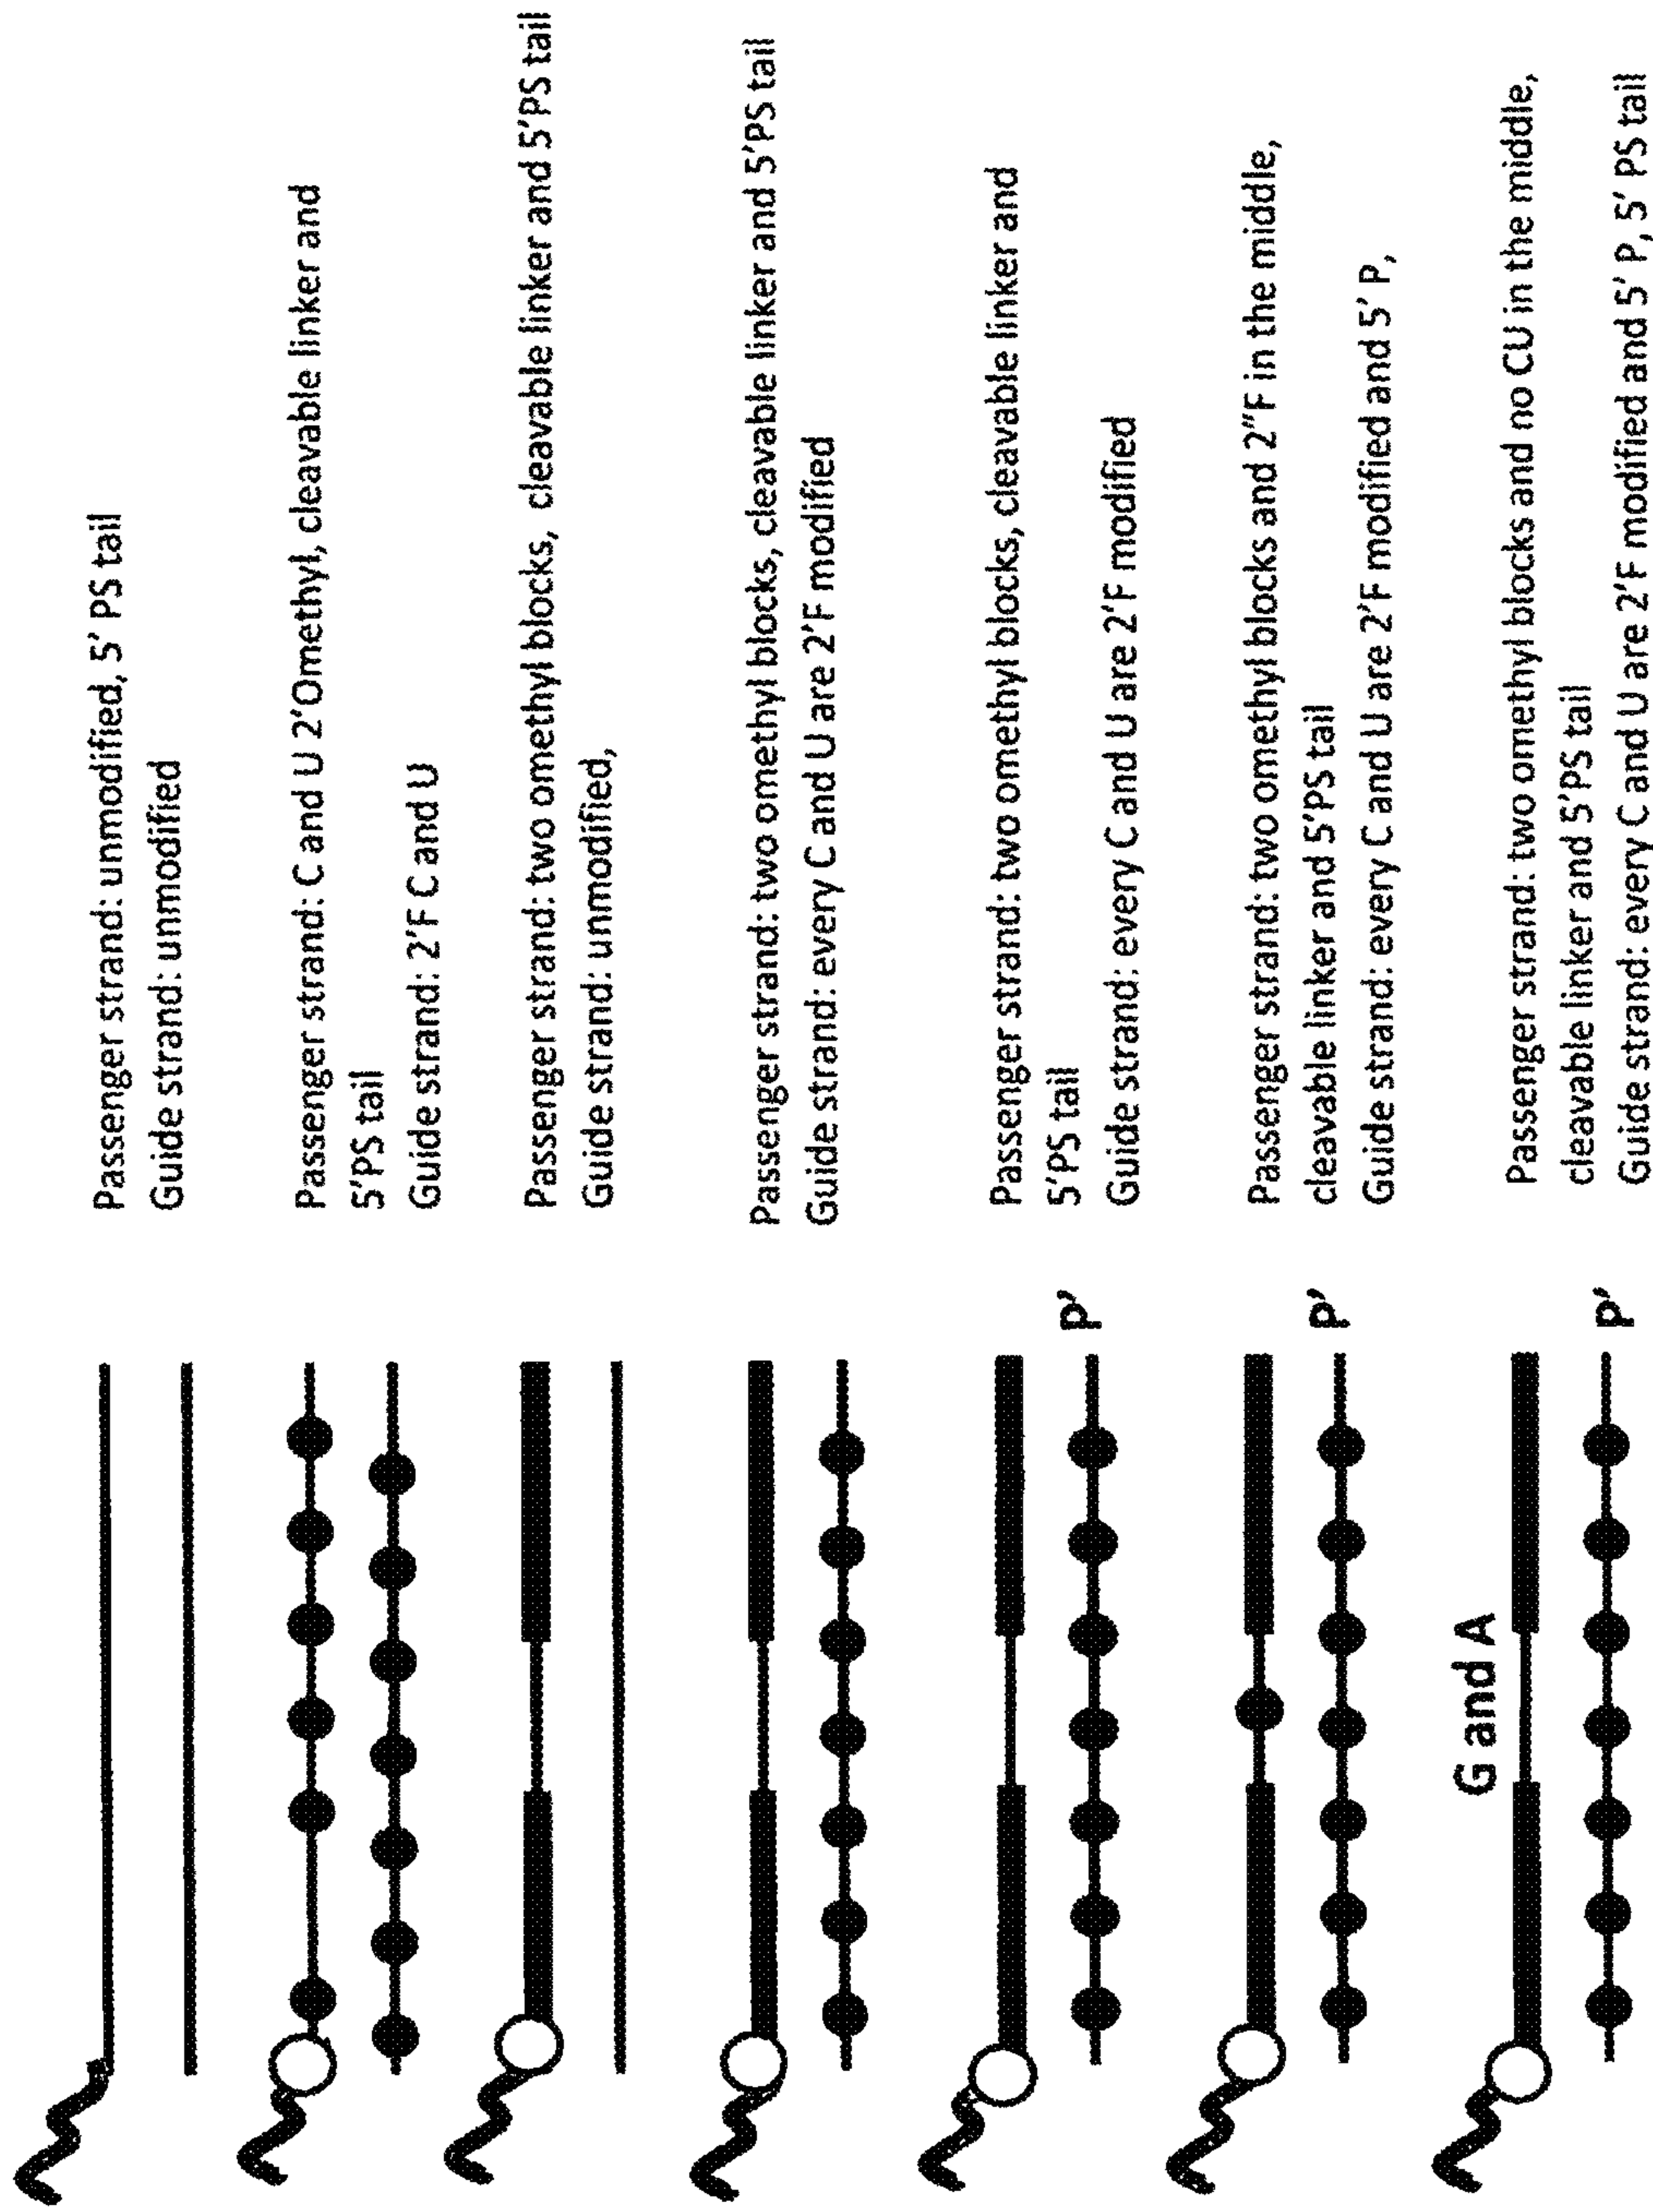 Passenger strand: unmodified, 5' PS tail
Guide strand: unmodified
Passenger strand: C and U 2'Omethyl, cleavable linker and
5'PS tail
Guide strand: 2'F C and U
Passenger strand: two omethyl blocks, cleavable linker and 5'PS tail
Guide strand: unmodified,
Passenger strand: two omethyl blocks, cleavable linker and 5'PS tail
Guide strand: every C and U are 2'F modified
P'
Passenger strand: two omethyl blocks, cleavable linker and
5'PS tail
Guide strand: every C and U are 2'F modified
P'
Passenger strand: two omethyl blocks and 2"F in the middle,
cleavable linker and 5'PS tail
Guide strand: every C and U are 2'F modified and 5' P,
G and A
P'
Passenger strand: two omethyl blocks and no CU in the middle,
cleavable linker and 5'PS tail
Guide strand: every C and U are 2'F modified and 5' P, 5' PS tail